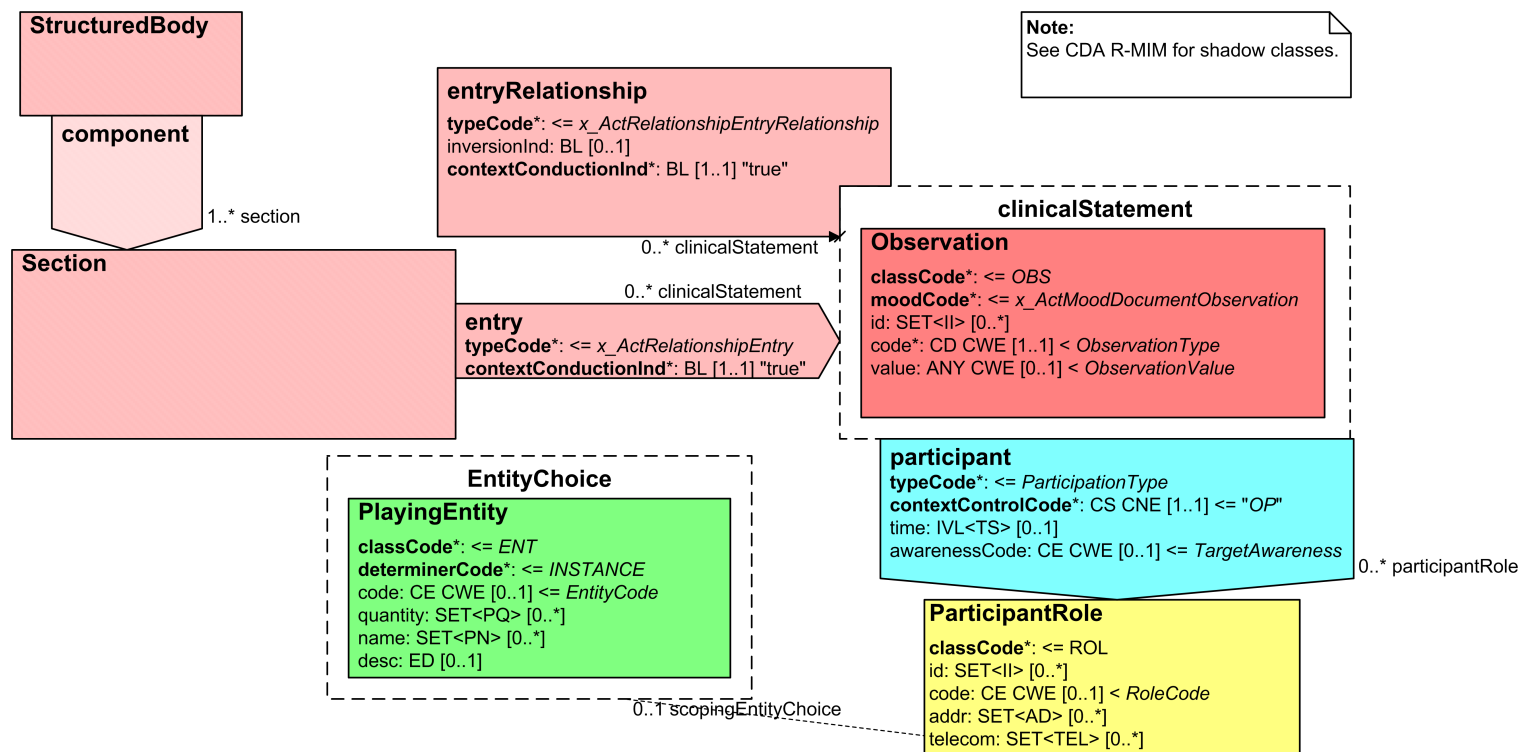 StructuredBody
component
1..* section
Section
entryRelationship
typeCode*: <= x_ActRelationshipEntryRelationship
inversionInd: BL [0..1]
contextConductionInd*: BL [1..1] "true"
0..* clinicalStatement
Note:
See CDA R-MIM for shadow classes.
0..* clinicalStatement
entry
typeCode*: <= x_ActRelationshipEntry
contextConductionInd*: BL [1..1] "true"
clinicalStatement
Observation
classCode*: <= OBS
moodCode*: <= x_ActMoodDocumentObservation
id: SET<II> [0..*]
code*: CD CWE [1..1] < ObservationType
value: ANY CWE [0..1] < ObservationValue
participant
typeCode*: <= ParticipationType
contextControlCode*: CS CNE [1..1] <= "OP"
time: IVL<TS> [0..1]
awarenessCode: CE CWE [0..1] <= TargetAwareness
0..* participantRole
EntityChoice
PlayingEntity
classCode*: <= ENT
determinerCode*: <= INSTANCE
code: CE CWE [0..1] <= EntityCode
quantity: SET<PQ> [0..*]
name: SET<PN> [0..*]
desc: ED [0..1]
0..1 scopingEntityChoice
ParticipantRole
classCode*: <= ROL
id: SET<II> [0..*]
code: CE CWE [0..1] < RoleCode
addr: SET<AD> [0..*]
telecom: SET<TEL> [0..*]